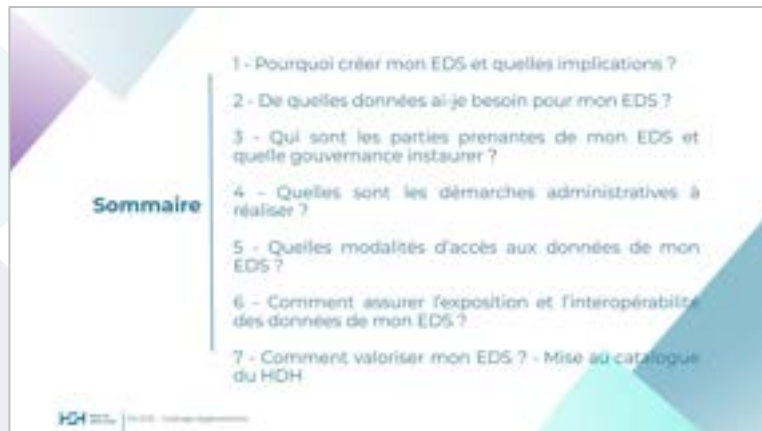 Sommaire
1 - Pourquoi créer mon EDS et quelles implications ?
2 - De quelles données ai-je besoin pour mon EDS ?
3 - Qui sont les parties prenantes de mon EDS et
quelle gouvernance instaurer ?
4 - Quelles sont les démarches administratives à
réaliser ?
5 - Quelles modalités d'accès aux données de mon
EDS ?
6 - Comment assurer l'exposition et l'interopérabilité
des données de mon EDS ?
7 - Comment valoriser mon EDS ? - Mise au catalogue
du HDH